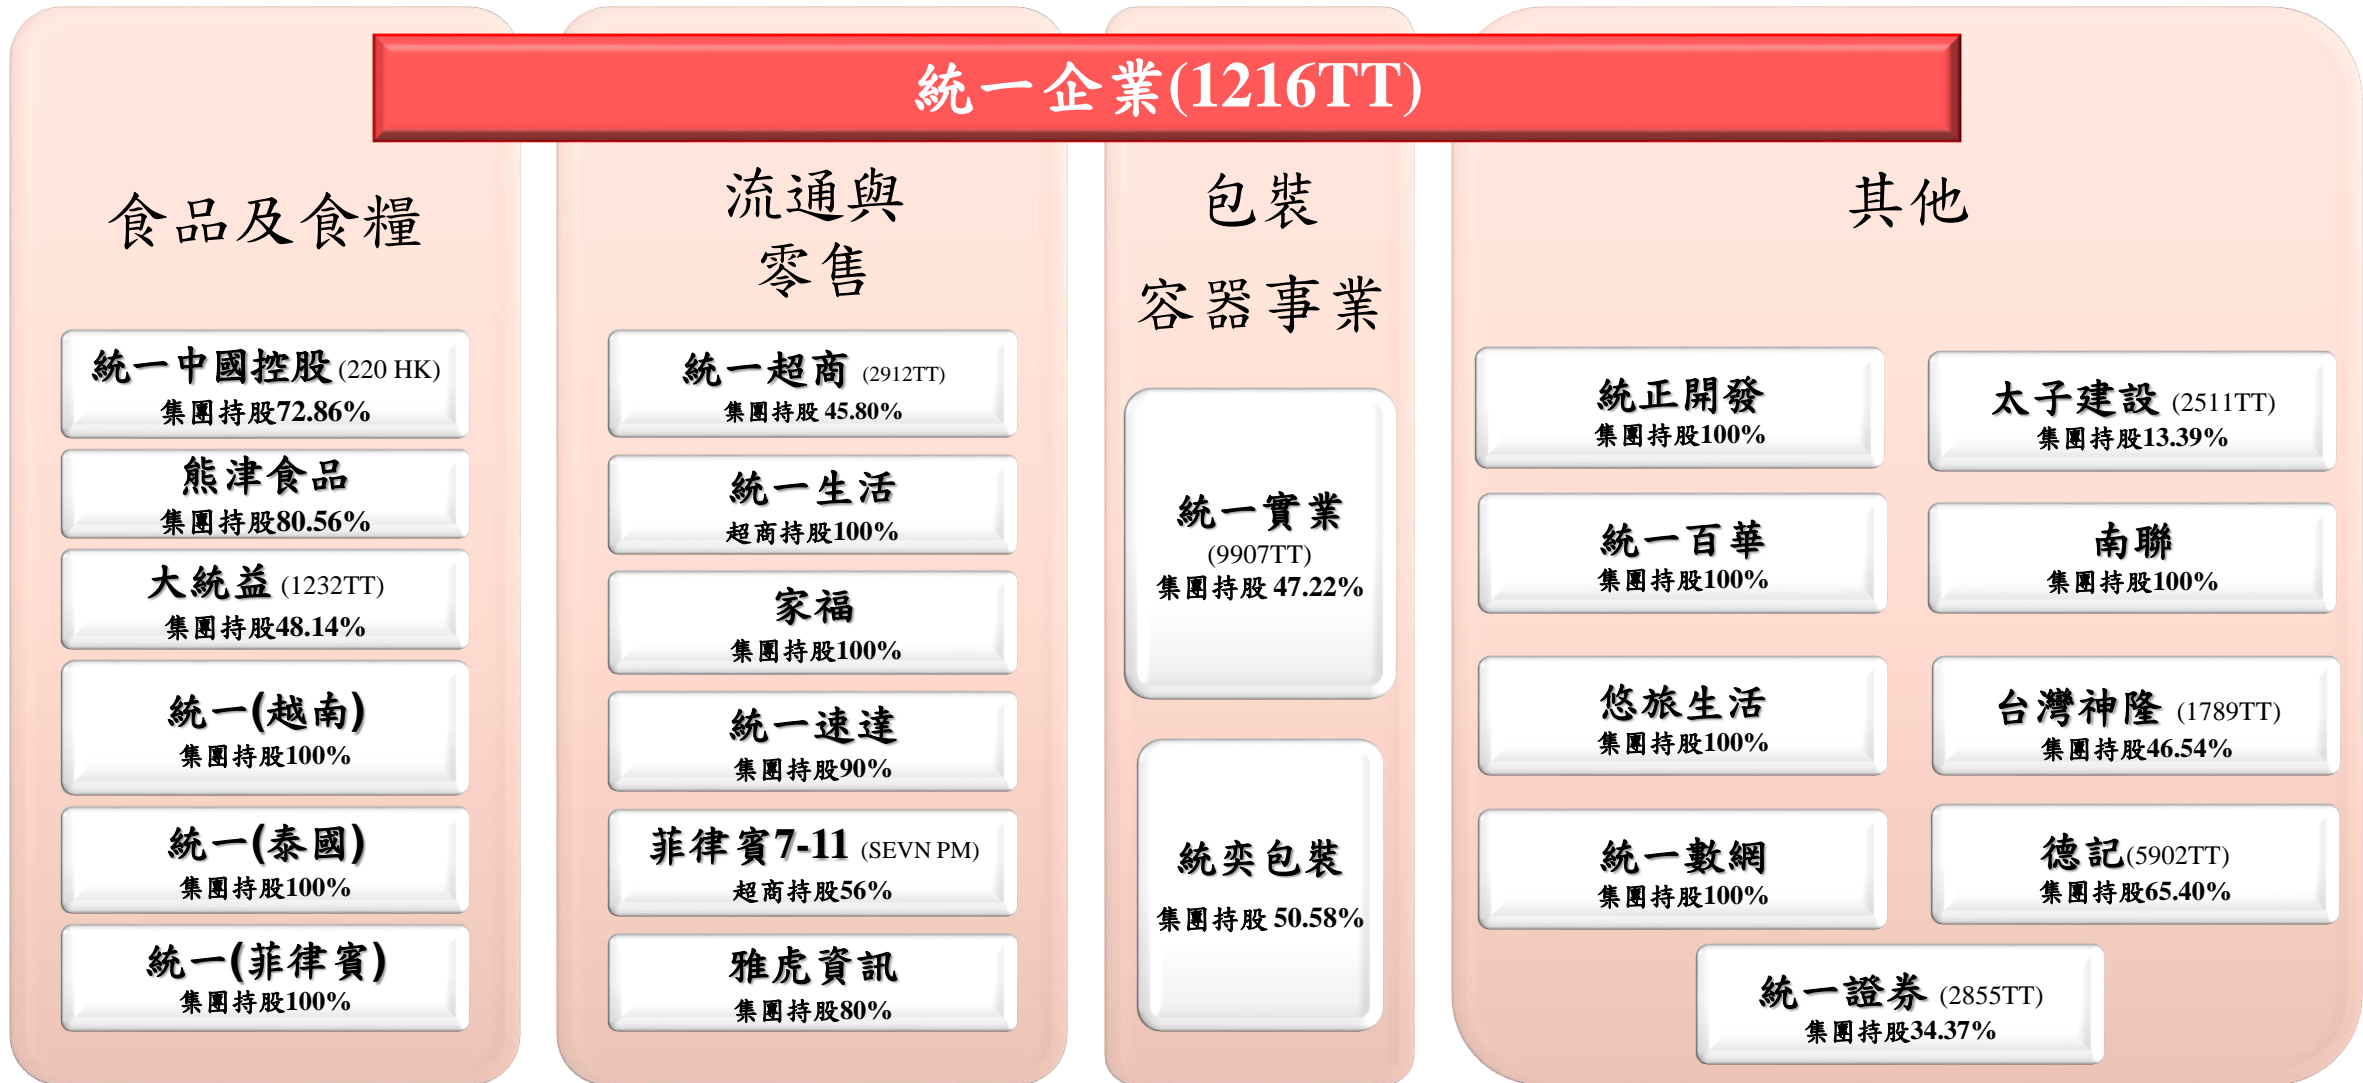 統一企業(1216TT)
食品及食糧
統一中國控股 (220 HK)
集團持股72.86%
熊津食品
集團持股80.56%
大統益 (1232TT)
集團持股48.14%
統一(越南)
集團持股100%
統一(泰國)
集團持股100%
統一(菲律賓)
集團持股100%
流通與
零售
統一超商 (2912TT)
集團持股 45.80%
統一生活
超商持股100%
家福
集團持股100%
統一速達
集團持股90%
菲律賓7-11 (SEVN PM)
超商持股56%
雅虎資訊
集團持股80%
包裝
容器事業
統一實業
(9907TT)
集團持股 47.22%
統奕包裝
集團持股 50.58%
其他
統正開發
集團持股100%
太子建設 (2511TT)
集團持股13.39%
統一百華
集團持股100%
南聯
集團持股100%
悠旅生活
集團持股100%
台灣神隆 (1789TT)
集團持股46.54%
統一數網
集團持股100%
德記(5902TT)
集團持股65.40%
統一證券 (2855TT)
集團持股34.37%